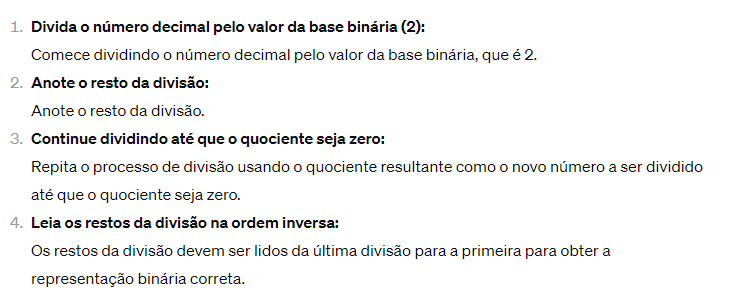 1. Divida o número decimal pelo valor da base binária (2):
Comece dividindo o número decimal pelo valor da base binária, que é 2.
2. Anote o resto da divisão:
Anote o resto da divisão.
3. Continue dividindo até que o quociente seja zero:
Repita o processo de divisão usando o quociente resultante como o novo número a ser dividido
até que o quociente seja zero.
4. Leia os restos da divisão na ordem inversa:
Os restos da divisão devem ser lidos da última divisão para a primeira para obter a
representação binária correta.